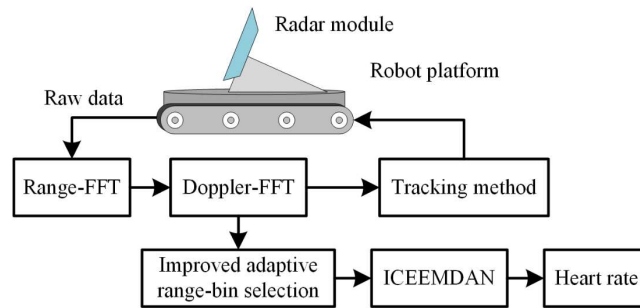 Radar module
Robot platform
Raw data
Range-FFT
Doppler-FFT
Tracking method
Improved adaptive
range-bin selection
ICEEMDAN
Heart rate